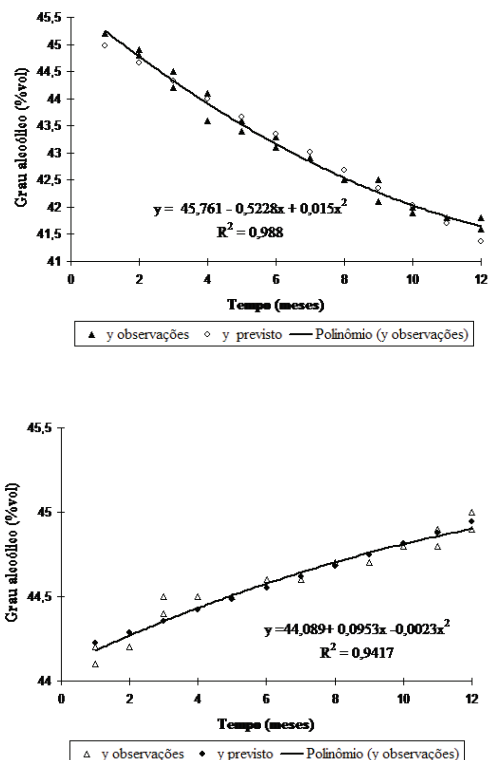 45,5
45
44,5
44
43,5
43
42,5
42
41,5
41
Grau alcoólico (%vol)
y = 45,761 - 0,5228x + 0,015x²
R² = 0,988
0 2 4 6 8 10 12
Tempo (meses)
▲ y observações ◇ y previsto — Polinômio (y observações)
45,5
45
44,5
44
Grau alcoólico (%vol)
y =44,089+ 0,0953x -0,0023x²
R² = 0,9417
0 2 4 6 8 10 12
Tempo (meses)
△ y observações ◆ y previsto — Polinômio (y observações)